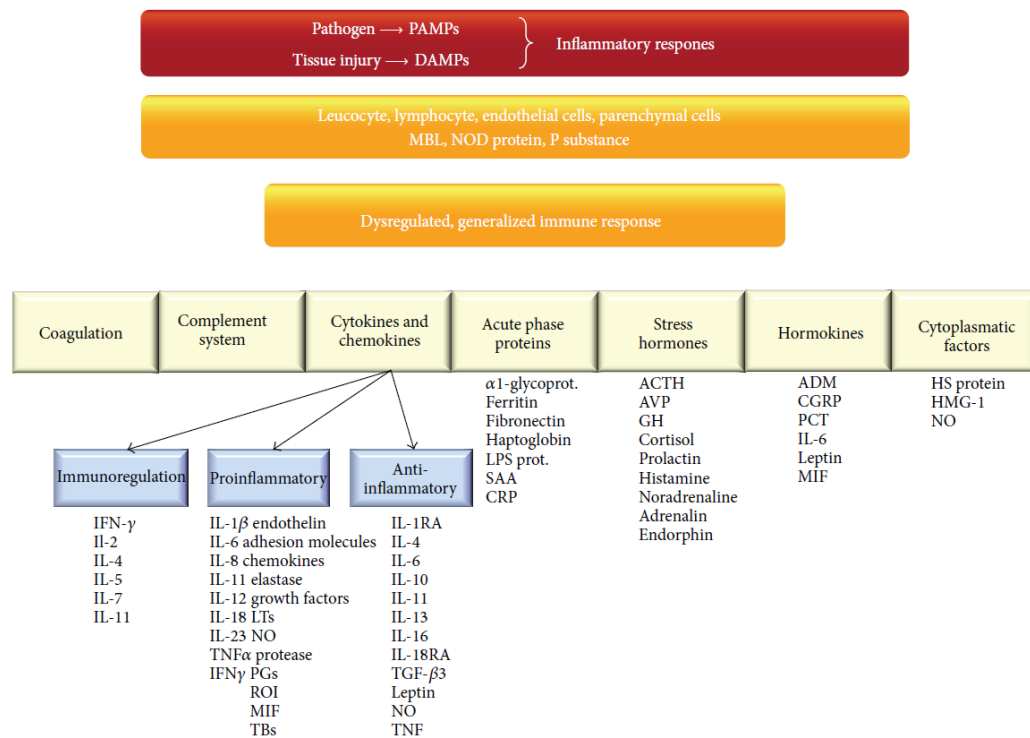 Pathogen ⟶ PAMPs
Tissue injury ⟶ DAMPs
Inflammatory respones
Leucocyte, lymphocyte, endothelial cells, parenchymal cells
MBL, NOD protein, P substance
Dysregulated, generalized immune response
Coagulation
Complement
system
Cytokines and
chemokines
Acute phase
proteins
Stress
hormones
Hormokines
Cytoplasmatic
factors
α1-glycoprot.
Ferritin
Fibronectin
Haptoglobin
LPS prot.
SAA
CRP
ACTH
AVP
GH
Cortisol
Prolactin
Histamine
Noradrenaline
Adrenalin
Endorphin
ADM
CGRP
PCT
IL-6
Leptin
MIF
HS protein
HMG-1
NO
Immunoregulation
IFN-γ
Il-2
IL-4
IL-5
IL-7
IL-11
Proinflammatory
IL-1β endothelin
IL-6 adhesion molecules
IL-8 chemokines
IL-11 elastase
IL-12 growth factors
IL-18 LTs
IL-23 NO
TNFα protease
IFNγ PGs
ROI
MIF
TBs
Anti-
inflammatory
IL-1RA
IL-4
IL-6
IL-10
IL-11
IL-13
IL-16
IL-18RA
TGF-β3
Leptin
NO
TNF